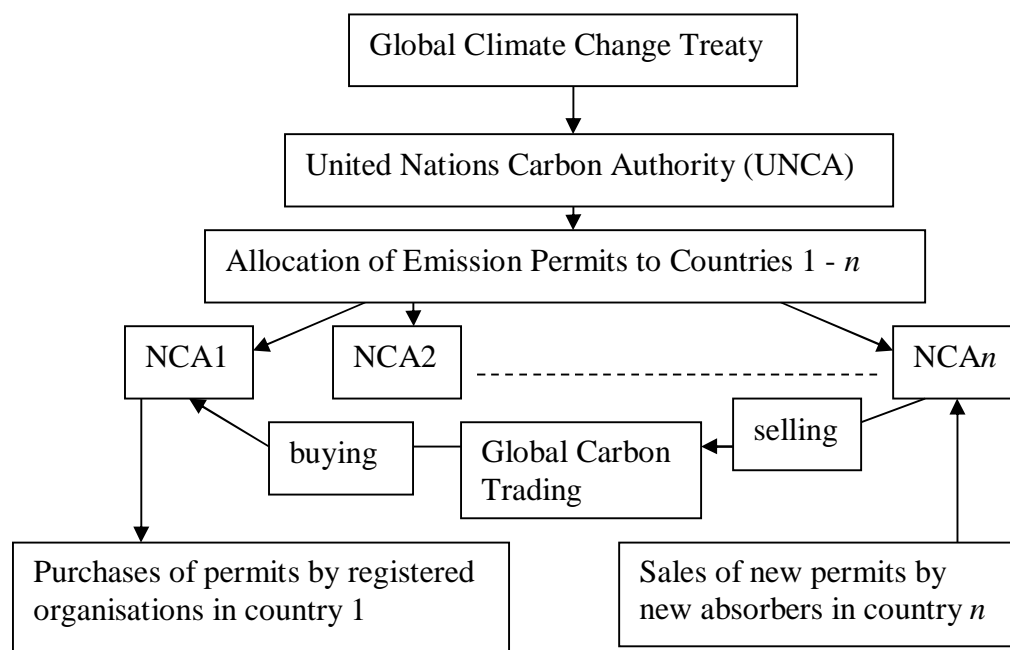 Global Climate Change Treaty
United Nations Carbon Authority (UNCA)
Allocation of Emission Permits to Countries 1 - n
NCA1
NCA2
NCAn
buying
Global Carbon
Trading
selling
Purchases of permits by registered
organisations in country 1
Sales of new permits by
new absorbers in country n